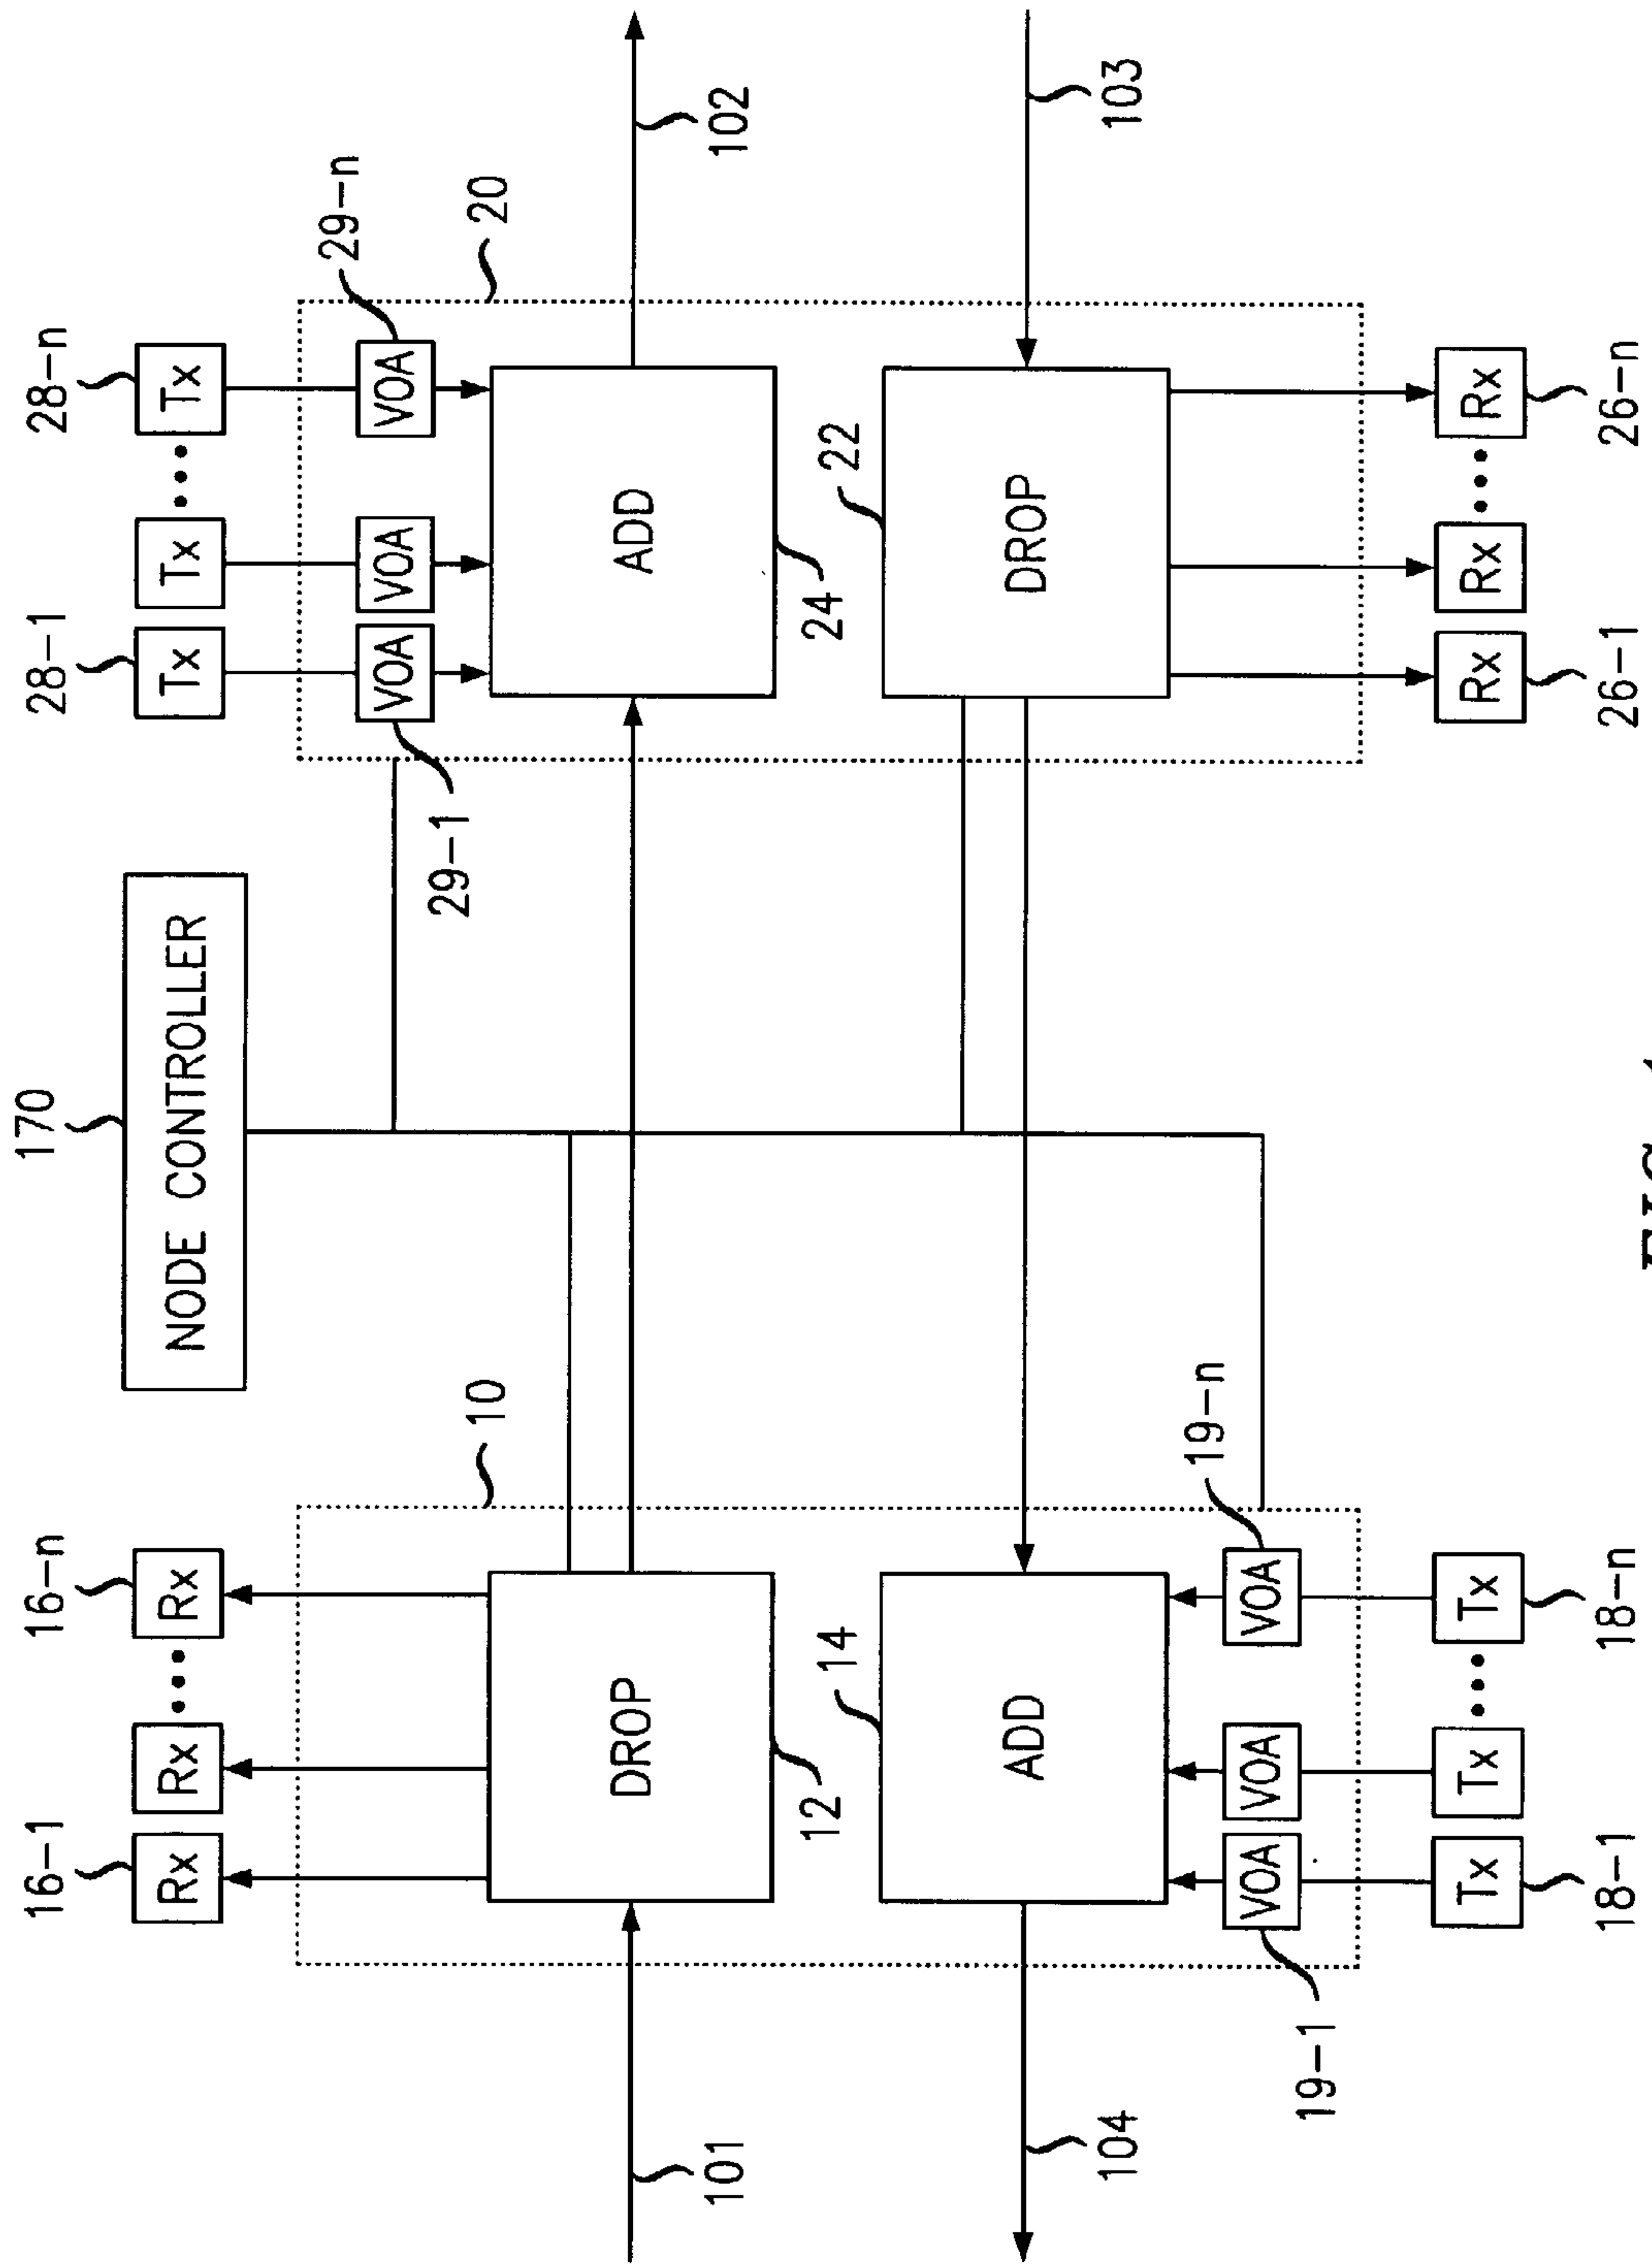 16-1
16-n
170
28-1
28-n
Rx
Rx
Rx
NODE CONTROLLER
Tx
Tx
Tx
29-n
VOA
VOA
VOA
29-1
10
20
DROP
ADD
101
102
12
24
14
22
ADD
DROP
104
103
19-n
VOA
VOA
VOA
19-1
Tx
Tx
Tx
Rx
Rx
Rx
18-1
18-n
26-1
26-n